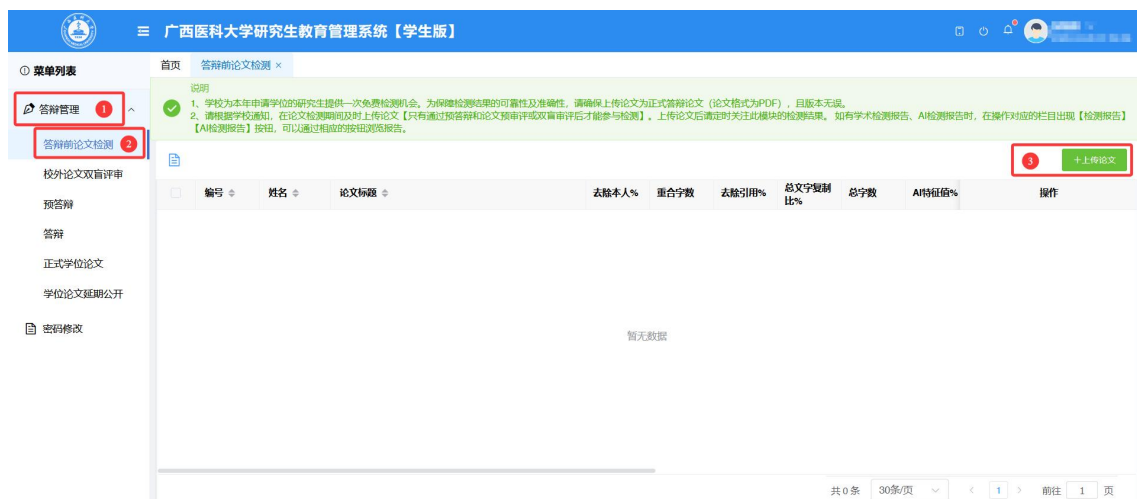 广西医科大学研究生教育管理系统【学生版】
菜单列表
首页 答辩前论文检测 ×
说明
1、学校为本年申请学位的研究生提供一次免费检测机会。为保障检测结果的可靠性及准确性，请确保上传论文为正式答辩论文（论文格式为PDF），且版本无误。
2、请根据学校通知，在论文检测期间及时上传论文【只有通过预答辩和论文预审评或双盲审评后才能参与检测】。上传论文后请定时关注此模块的检测结果。 如有学术检测报告、AI检测报告时，在操作对应的栏目出现【检测报告】
【AI检测报告】按钮，可以通过相应的按钮浏览报告。
答辩管理 1
答辩前论文检测 2
校外论文双盲评审
预答辩
答辩
正式学位论文
学位论文延期公开
密码修改
3 +上传论文
编号 姓名 论文标题 去除本人% 重合字数 去除引用% 总文字复制比% 总字数 AI特征值% 操作
暂无数据
共 0 条 30条/页 1 前往 1 页